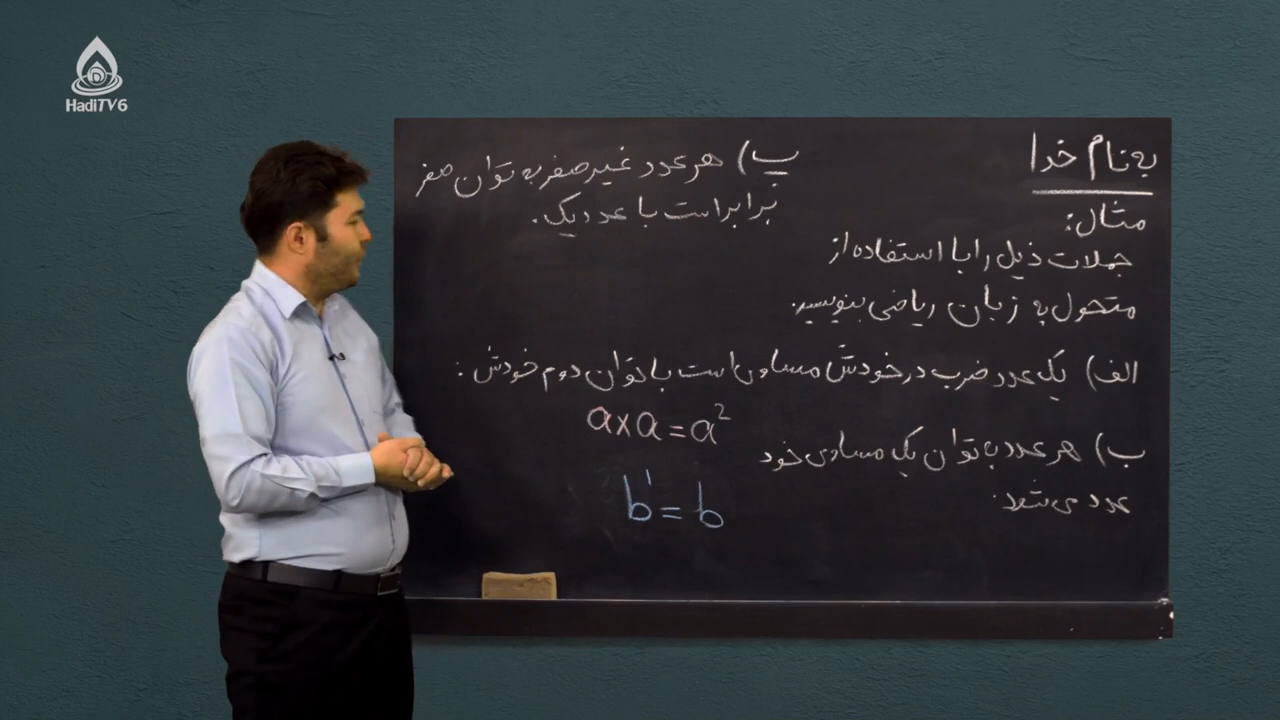 HadiTV6
به نام خدا
مثال:
جملات ذیل را با استفاده از
متحول به زبان ریاضی بنویسید.
الف) یک عدد ضرب در خودش مساوی است با توان دوم خودش:
a×a=a²
ب) هر عدد به توان یک مساوی خود
عدد می‌شود.
b¹=b
پ) هر عدد غیر صفر به توان صفر
برابر است با عدد یک.